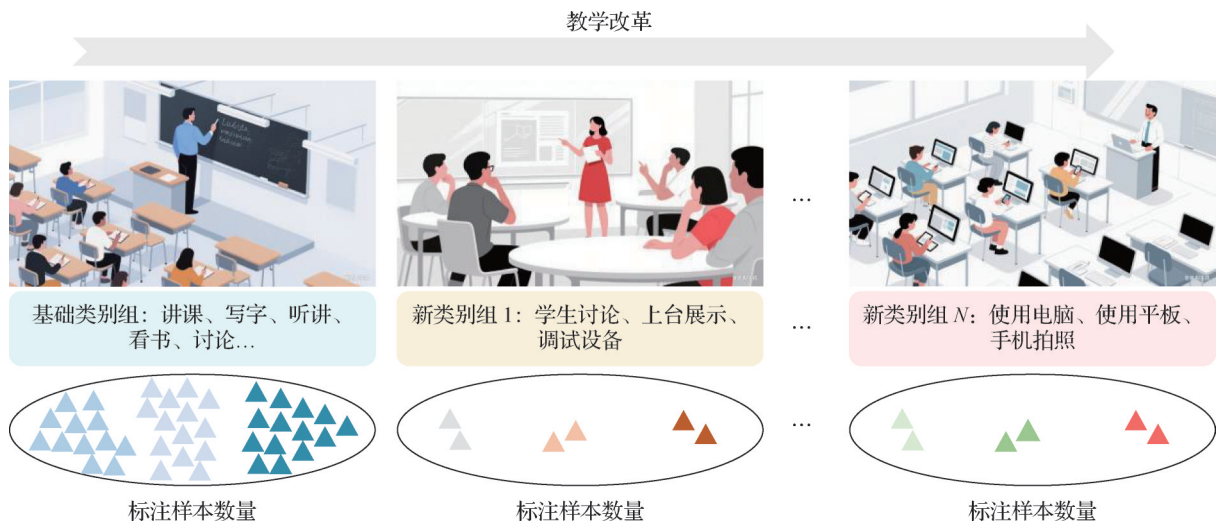 教学改革
基础类别组：讲课、写字、听讲、
看书、讨论…
新类别组 1：学生讨论、上台展示、
调试设备
…
…
新类别组 N：使用电脑、使用平板、
手机拍照
…
标注样本数量
标注样本数量
标注样本数量